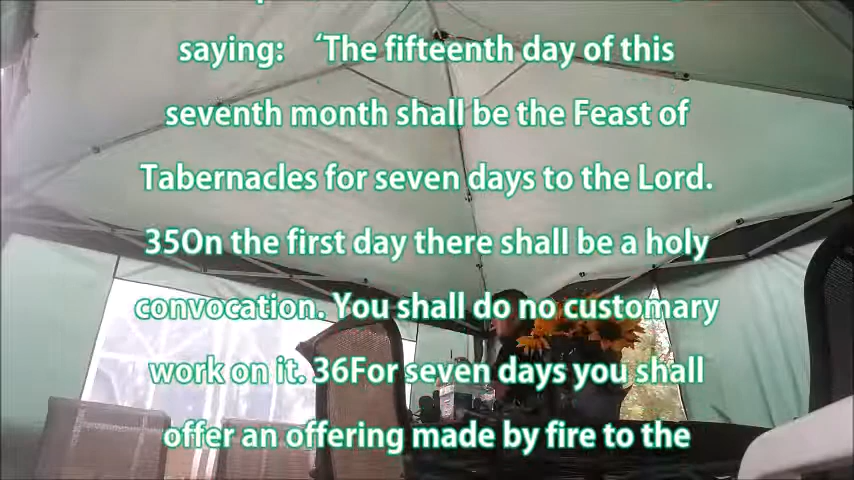 saying: ‘The fifteenth day of this
seventh month shall be the Feast of
Tabernacles for seven days to the Lord.
35On the first day there shall be a holy
convocation. You shall do no customary
work on it. 36For seven days you shall
offer an offering made by fire to the